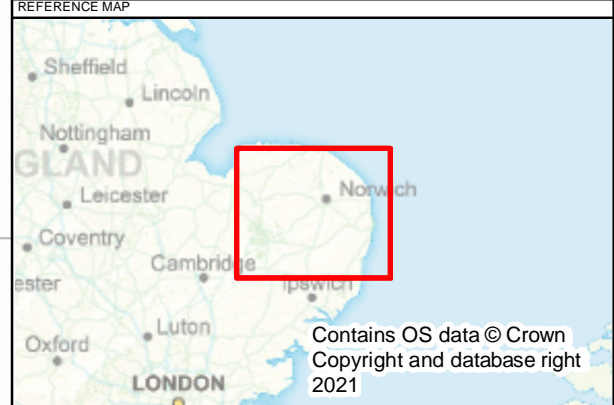 REFERENCE MAP
Sheffield
Lincoln
Nottingham
GLAND
Leicester
Norwich
Coventry
Cambridge
ester
Ipswich
Luton
Oxford
LONDON
Contains OS data © Crown
Copyright and database right
2021